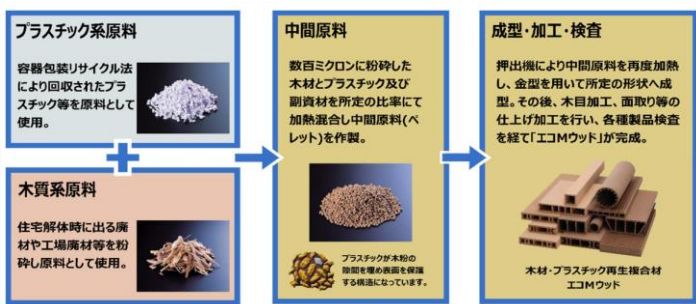 プラスチック系原料
容器包装リサイクル法
により回収されたプラ
スチック等を原料として
使用。
木質系原料
住宅解体時に出る廃
材や工場廃材等を粉
砕し原料として使用。
中間原料
数百ミクロンに粉砕した
木材とプラスチック及び
副資材を所定の比率にて
加熱混合し中間原料(ペ
レット)を作製。
プラスチックが木粉の
隙間を埋め表面を保護
する構造になっています。
成型・加工・検査
押出機により中間原料を再度加熱
し、金型を用いて所定の形状へ成
型。その後、木目加工、面取り等の
仕上げ加工を行い、各種製品検査
を経て「エコMウッド」が完成。
木材・プラスチック再生複合材
エコMウッド